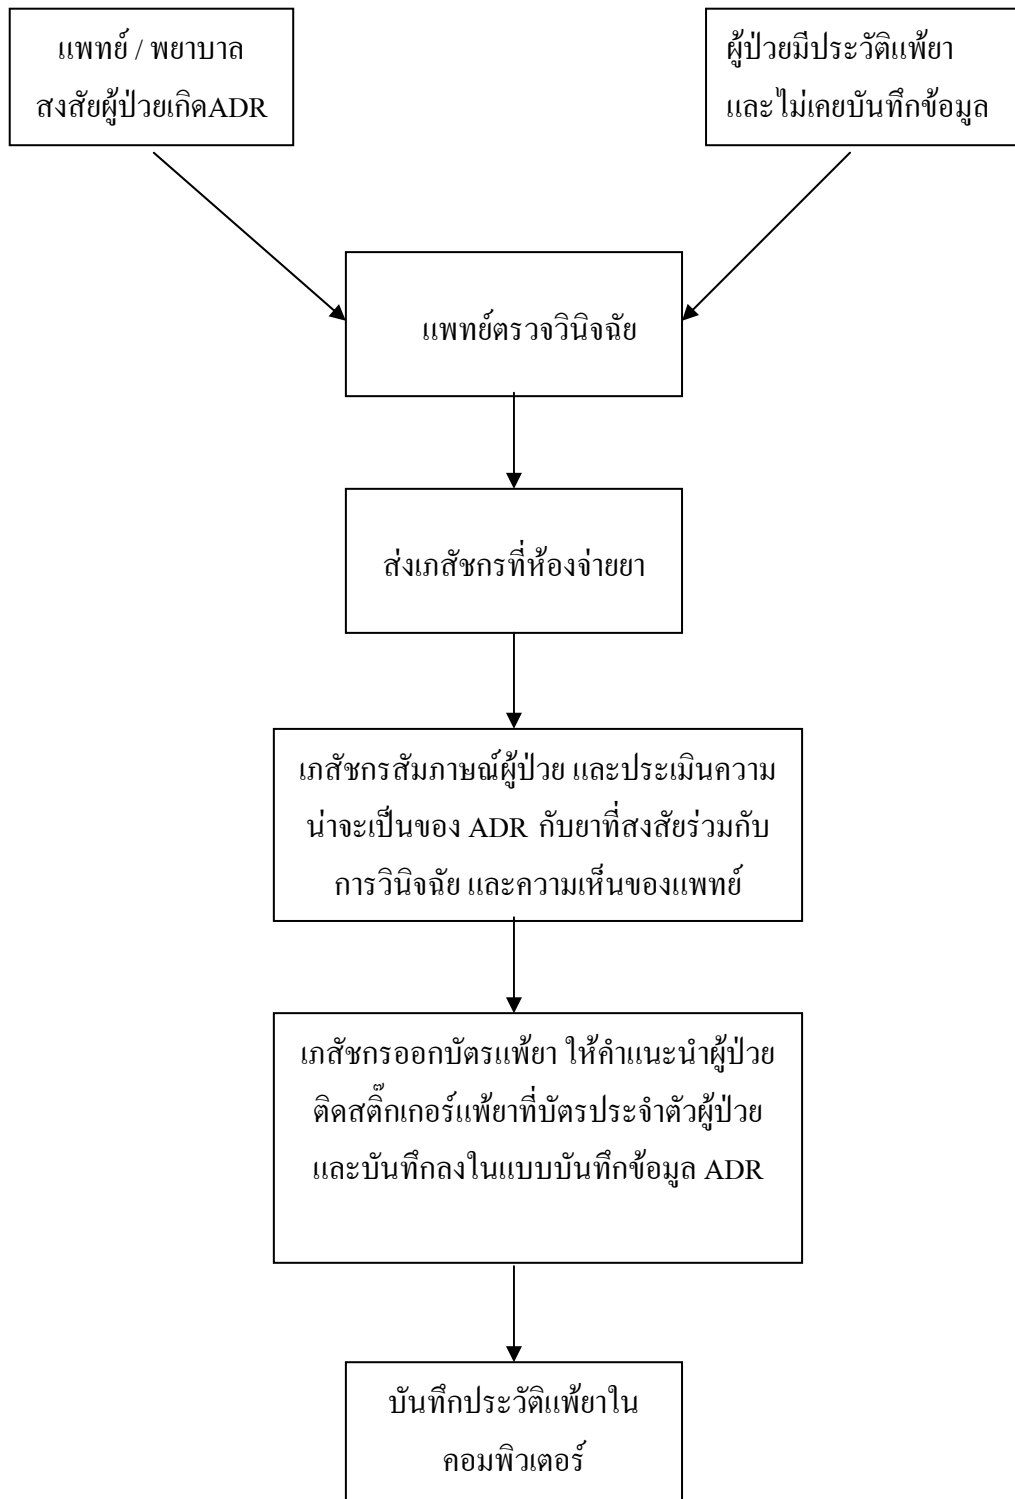 แพทย์ / พยาบาล
สงสัยผู้ป่วยเกิดADR
ผู้ป่วยมีประวัติแพ้ยา
และไม่เคยบันทึกข้อมูล
แพทย์ตรวจวินิจฉัย
ส่งเภสัชกรที่ห้องจ่ายยา
เภสัชกรสัมภาษณ์ผู้ป่วย และประเมินความ
น่าจะเป็นของ ADR กับยาที่สงสัยร่วมกับ
การวินิจฉัย และความเห็นของแพทย์
เภสัชกรออกบัตรแพ้ยา ให้คำแนะนำผู้ป่วย
ติดสติ๊กเกอร์แพ้ยาที่บัตรประจำตัวผู้ป่วย
และบันทึกลงในแบบบันทึกข้อมูล ADR
บันทึกประวัติแพ้ยาใน
คอมพิวเตอร์